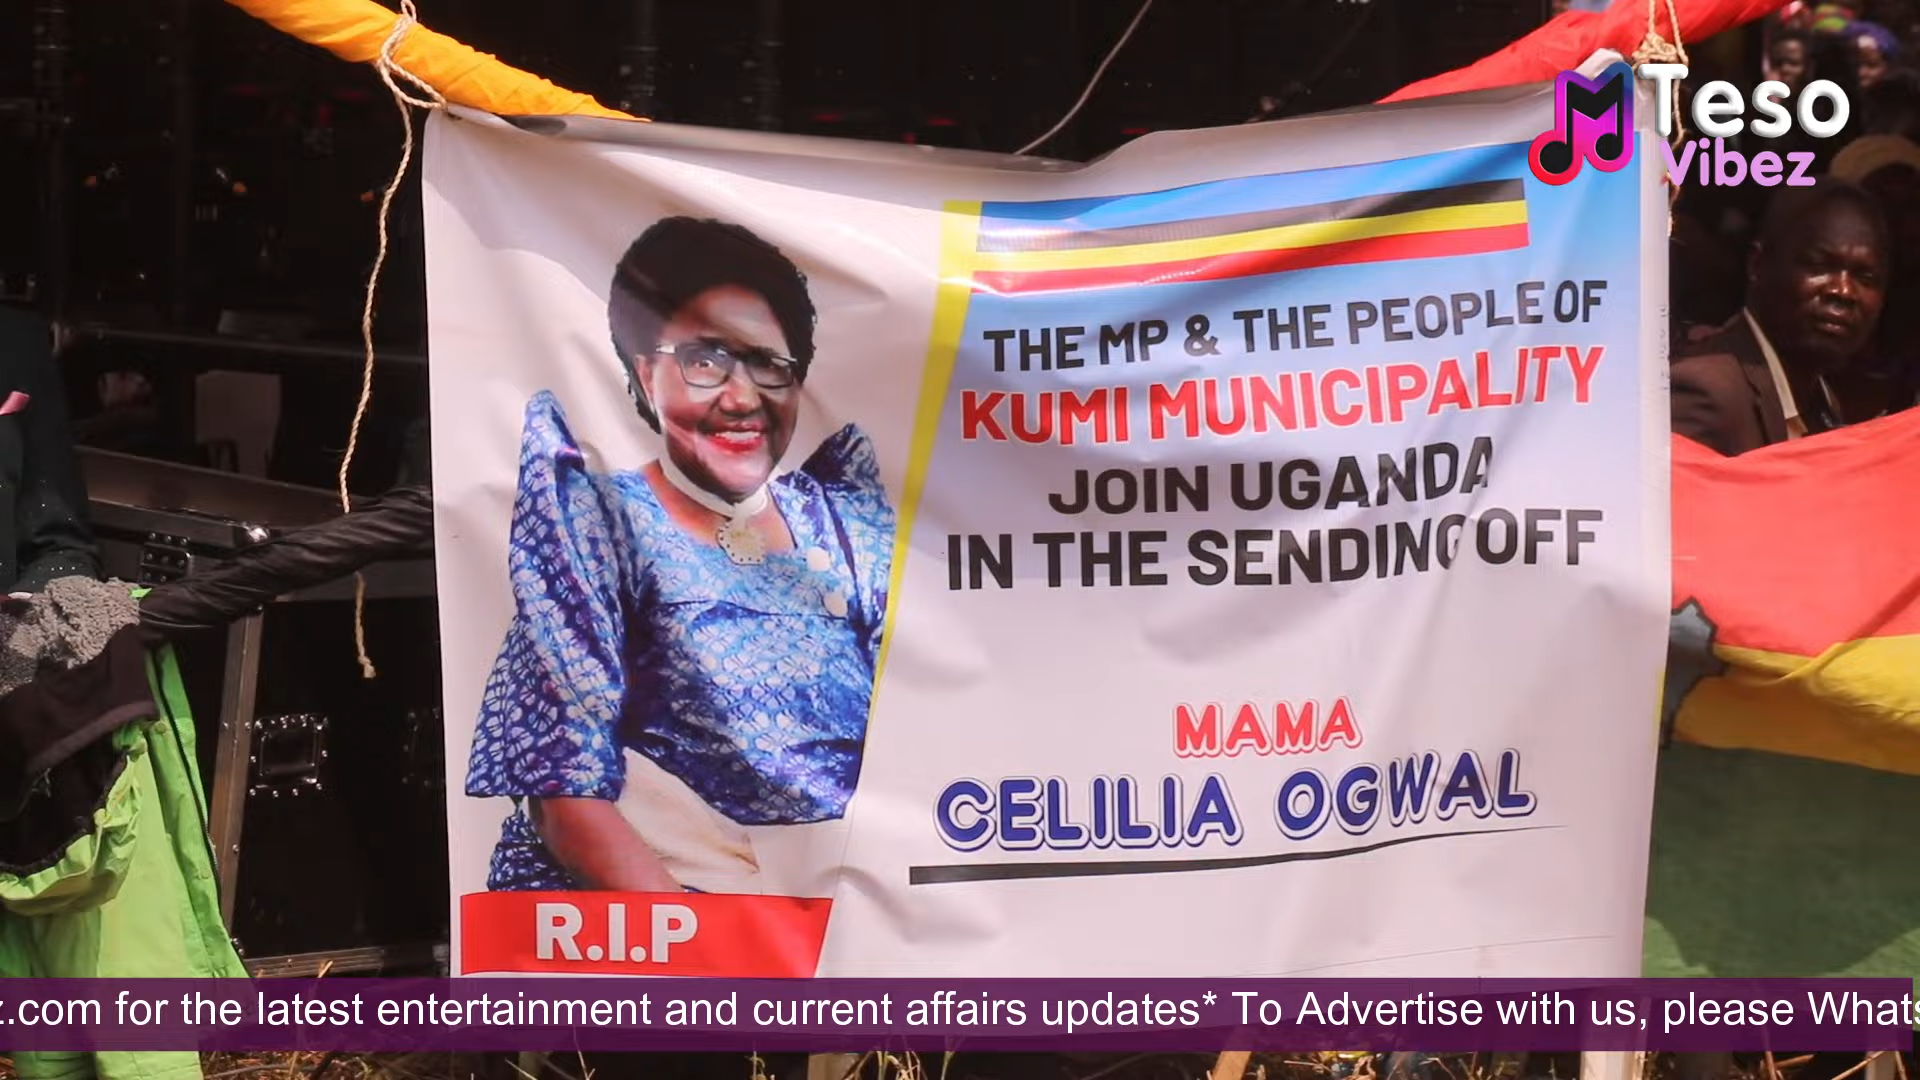 Teso
Vibez
THE MP & THE PEOPLE OF
KUMI MUNICIPALITY
JOIN UGANDA
IN THE SENDING OFF
MAMA
CELILIA OGWAL
R.I.P
z.com for the latest entertainment and current affairs updates* To Advertise with us, please Whats